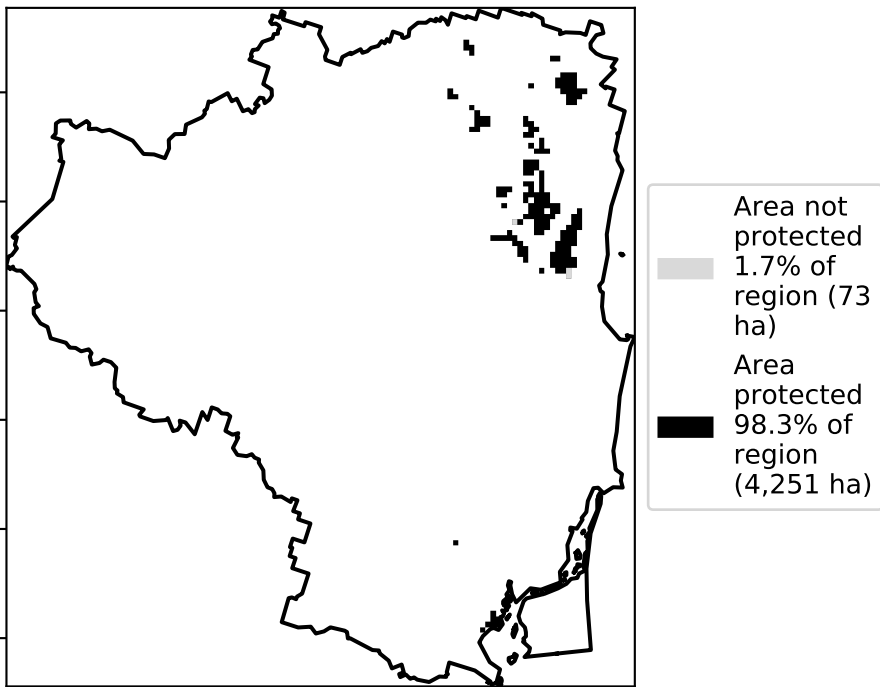 Area not
protected
1.7% of
region (73
ha)
Area
protected
98.3% of
region
(4,251 ha)